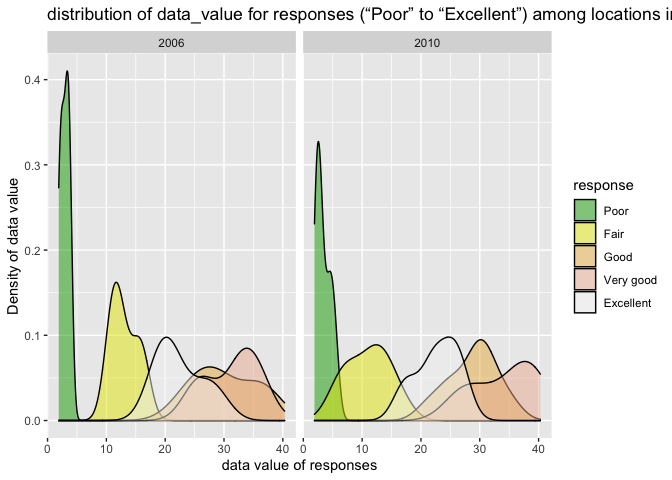 distribution of data_value for responses (“Poor” to “Excellent”) among locations i
2006
2010
0.4
0.3
0.2
0.1
0.0
Density of data value
0
10
20
30
40
0
10
20
30
40
data value of responses
response
Poor
Fair
Good
Very good
Excellent